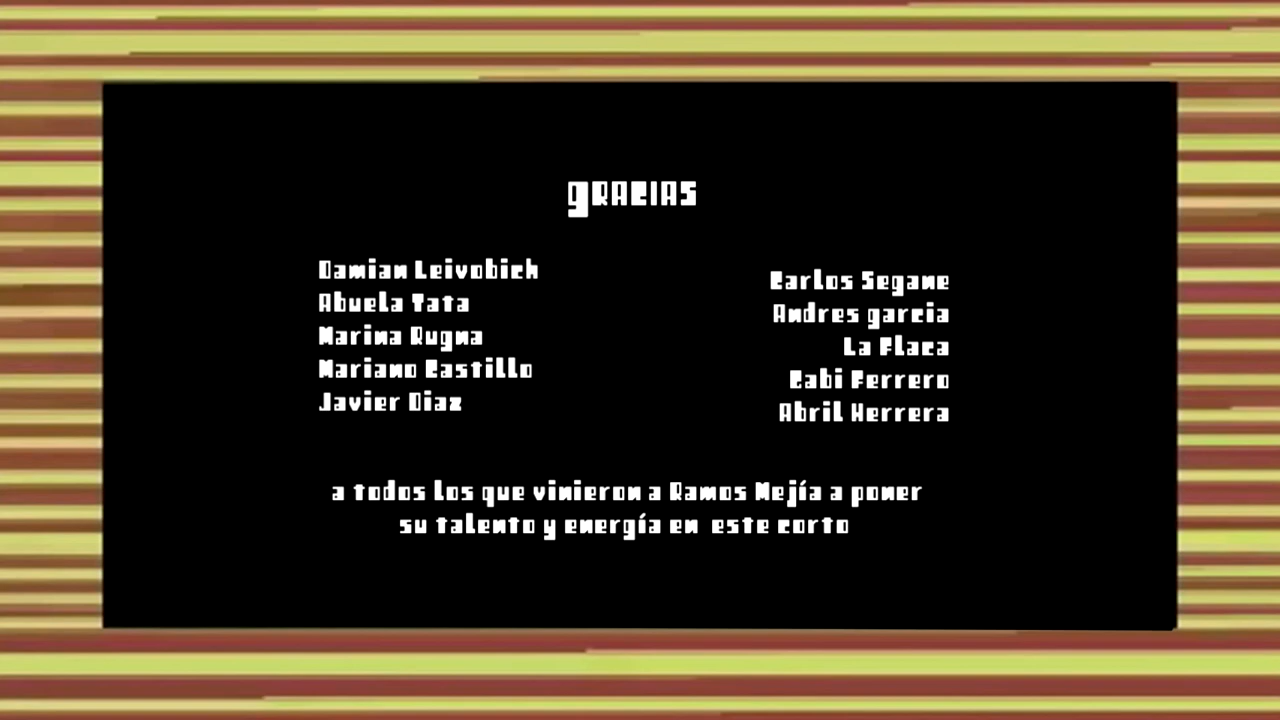 gRACIAS
Damian Leivobich
Abuela Tata
Marina Rugna
Mariano Castillo
Javier Diaz
Carlos Segane
Andres garcia
La Flaca
Gabi Ferrero
Abril Herrera
a todos los que vinieron a Ramos Mejía a poner
su talento y energía en este corto